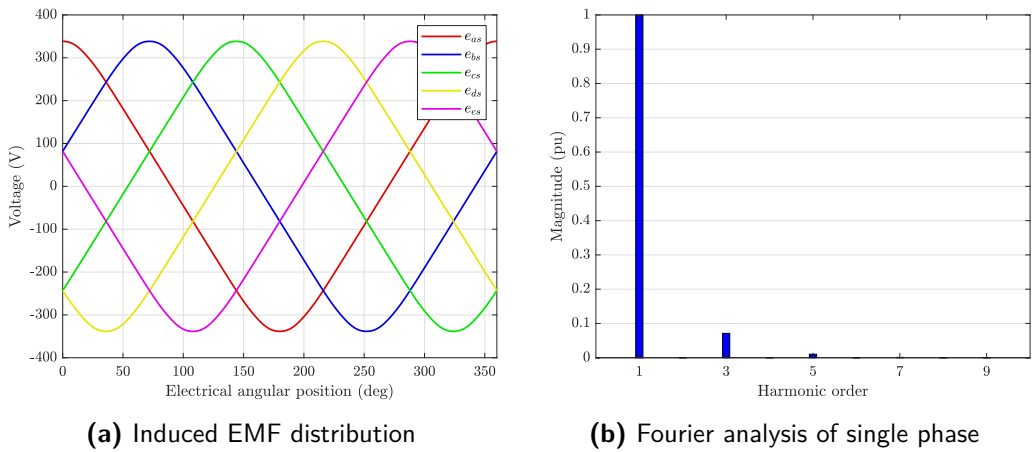 400
300
200
100
0
-100
-200
-300
-400
Voltage (V)
0 50 100 150 200 250 300 350
Electrical angular position (deg)
e_as
e_bs
e_cs
e_ds
e_es
(a) Induced EMF distribution
1
0.9
0.8
0.7
0.6
0.5
0.4
0.3
0.2
0.1
0
Magnitude (pu)
1 3 5 7 9
Harmonic order
(b) Fourier analysis of single phase